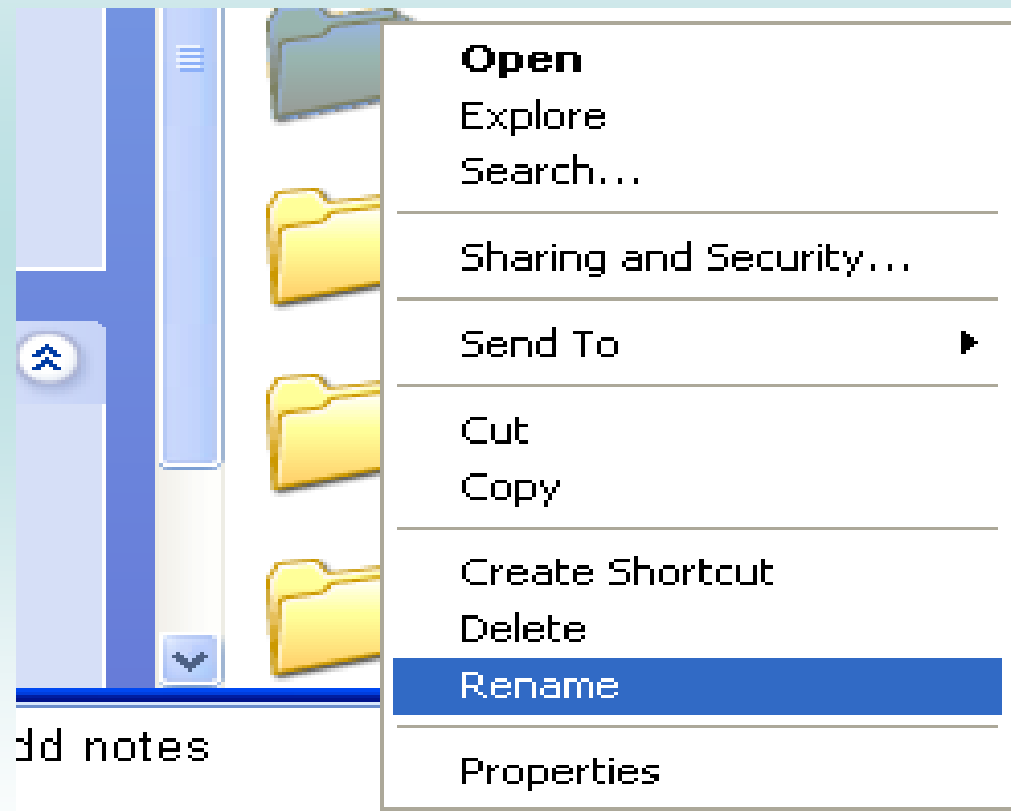 Open
Explore
Search...
Sharing and Security...
Send To
Cut
Copy
Create Shortcut
Delete
Rename
Properties
dd notes